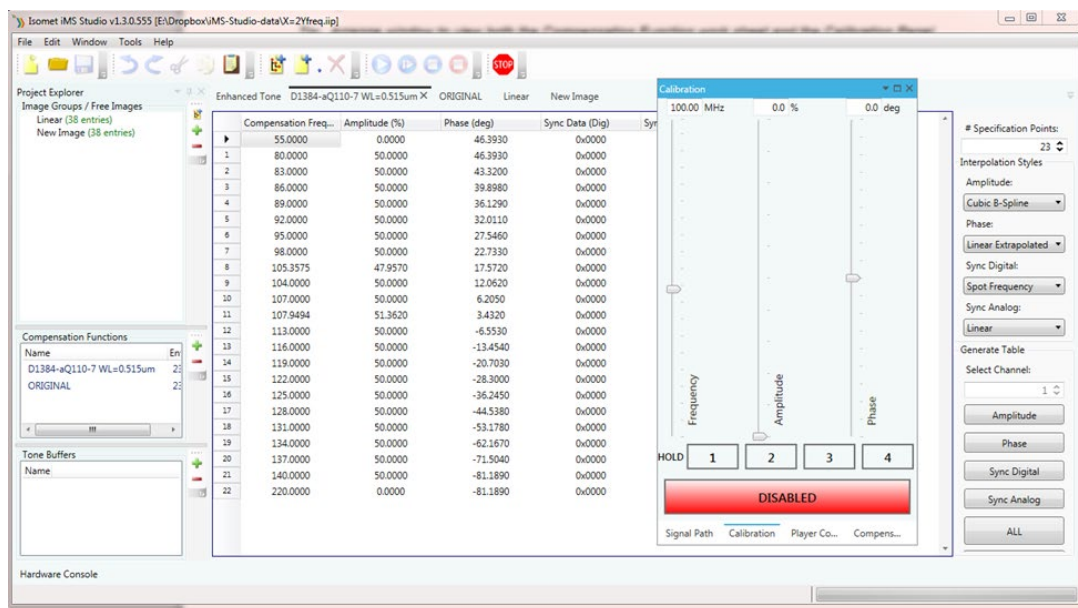 Isomet iMS Studio v1.3.0.555 [E:\Dropbox\iMS-Studio-data\X=2Yfreq.iip]
File Edit Window Tools Help
STOP
Project Explorer
Image Groups / Free Images
Linear (38 entries)
New Image (38 entries)
Compensation Functions
Name En
D1384-aQ110-7 WL=0.515um 23
ORIGINAL 23
Tone Buffers
Name
Enhanced Tone D1384-aQ110-7 WL=0.515um X ORIGINAL Linear New Image
Compensation Freq... Amplitude (%) Phase (deg) Sync Data (Dig) Syn
55.0000 0.0000 46.3930 0x0000
1 80.0000 50.0000 46.3930 0x0000
2 83.0000 50.0000 43.3200 0x0000
3 86.0000 50.0000 39.8980 0x0000
4 89.0000 50.0000 36.1290 0x0000
5 92.0000 50.0000 32.0110 0x0000
6 95.0000 50.0000 27.5460 0x0000
7 98.0000 50.0000 22.7330 0x0000
8 105.3575 47.9570 17.5720 0x0000
9 104.0000 50.0000 12.0620 0x0000
10 107.0000 50.0000 6.2050 0x0000
11 107.9494 51.3620 3.4320 0x0000
12 113.0000 50.0000 -6.5530 0x0000
13 116.0000 50.0000 -13.4540 0x0000
14 119.0000 50.0000 -20.7030 0x0000
15 122.0000 50.0000 -28.3000 0x0000
16 125.0000 50.0000 -36.2450 0x0000
17 128.0000 50.0000 -44.5380 0x0000
18 131.0000 50.0000 -53.1780 0x0000
19 134.0000 50.0000 -62.1670 0x0000
20 137.0000 50.0000 -71.5040 0x0000
21 140.0000 50.0000 -81.1890 0x0000
22 220.0000 0.0000 -81.1890 0x0000
Calibration
100.00 MHz 0.0 % 0.0 deg
Frequency
Amplitude
Phase
HOLD 1 2 3 4
DISABLED
Signal Path Calibration Player Co... Compens...
# Specification Points:
23
Interpolation Styles
Amplitude:
Cubic B-Spline
Phase:
Linear Extrapolated
Sync Digital:
Spot Frequency
Sync Analog:
Linear
Generate Table
Select Channel:
1
Amplitude
Phase
Sync Digital
Sync Analog
ALL
Hardware Console